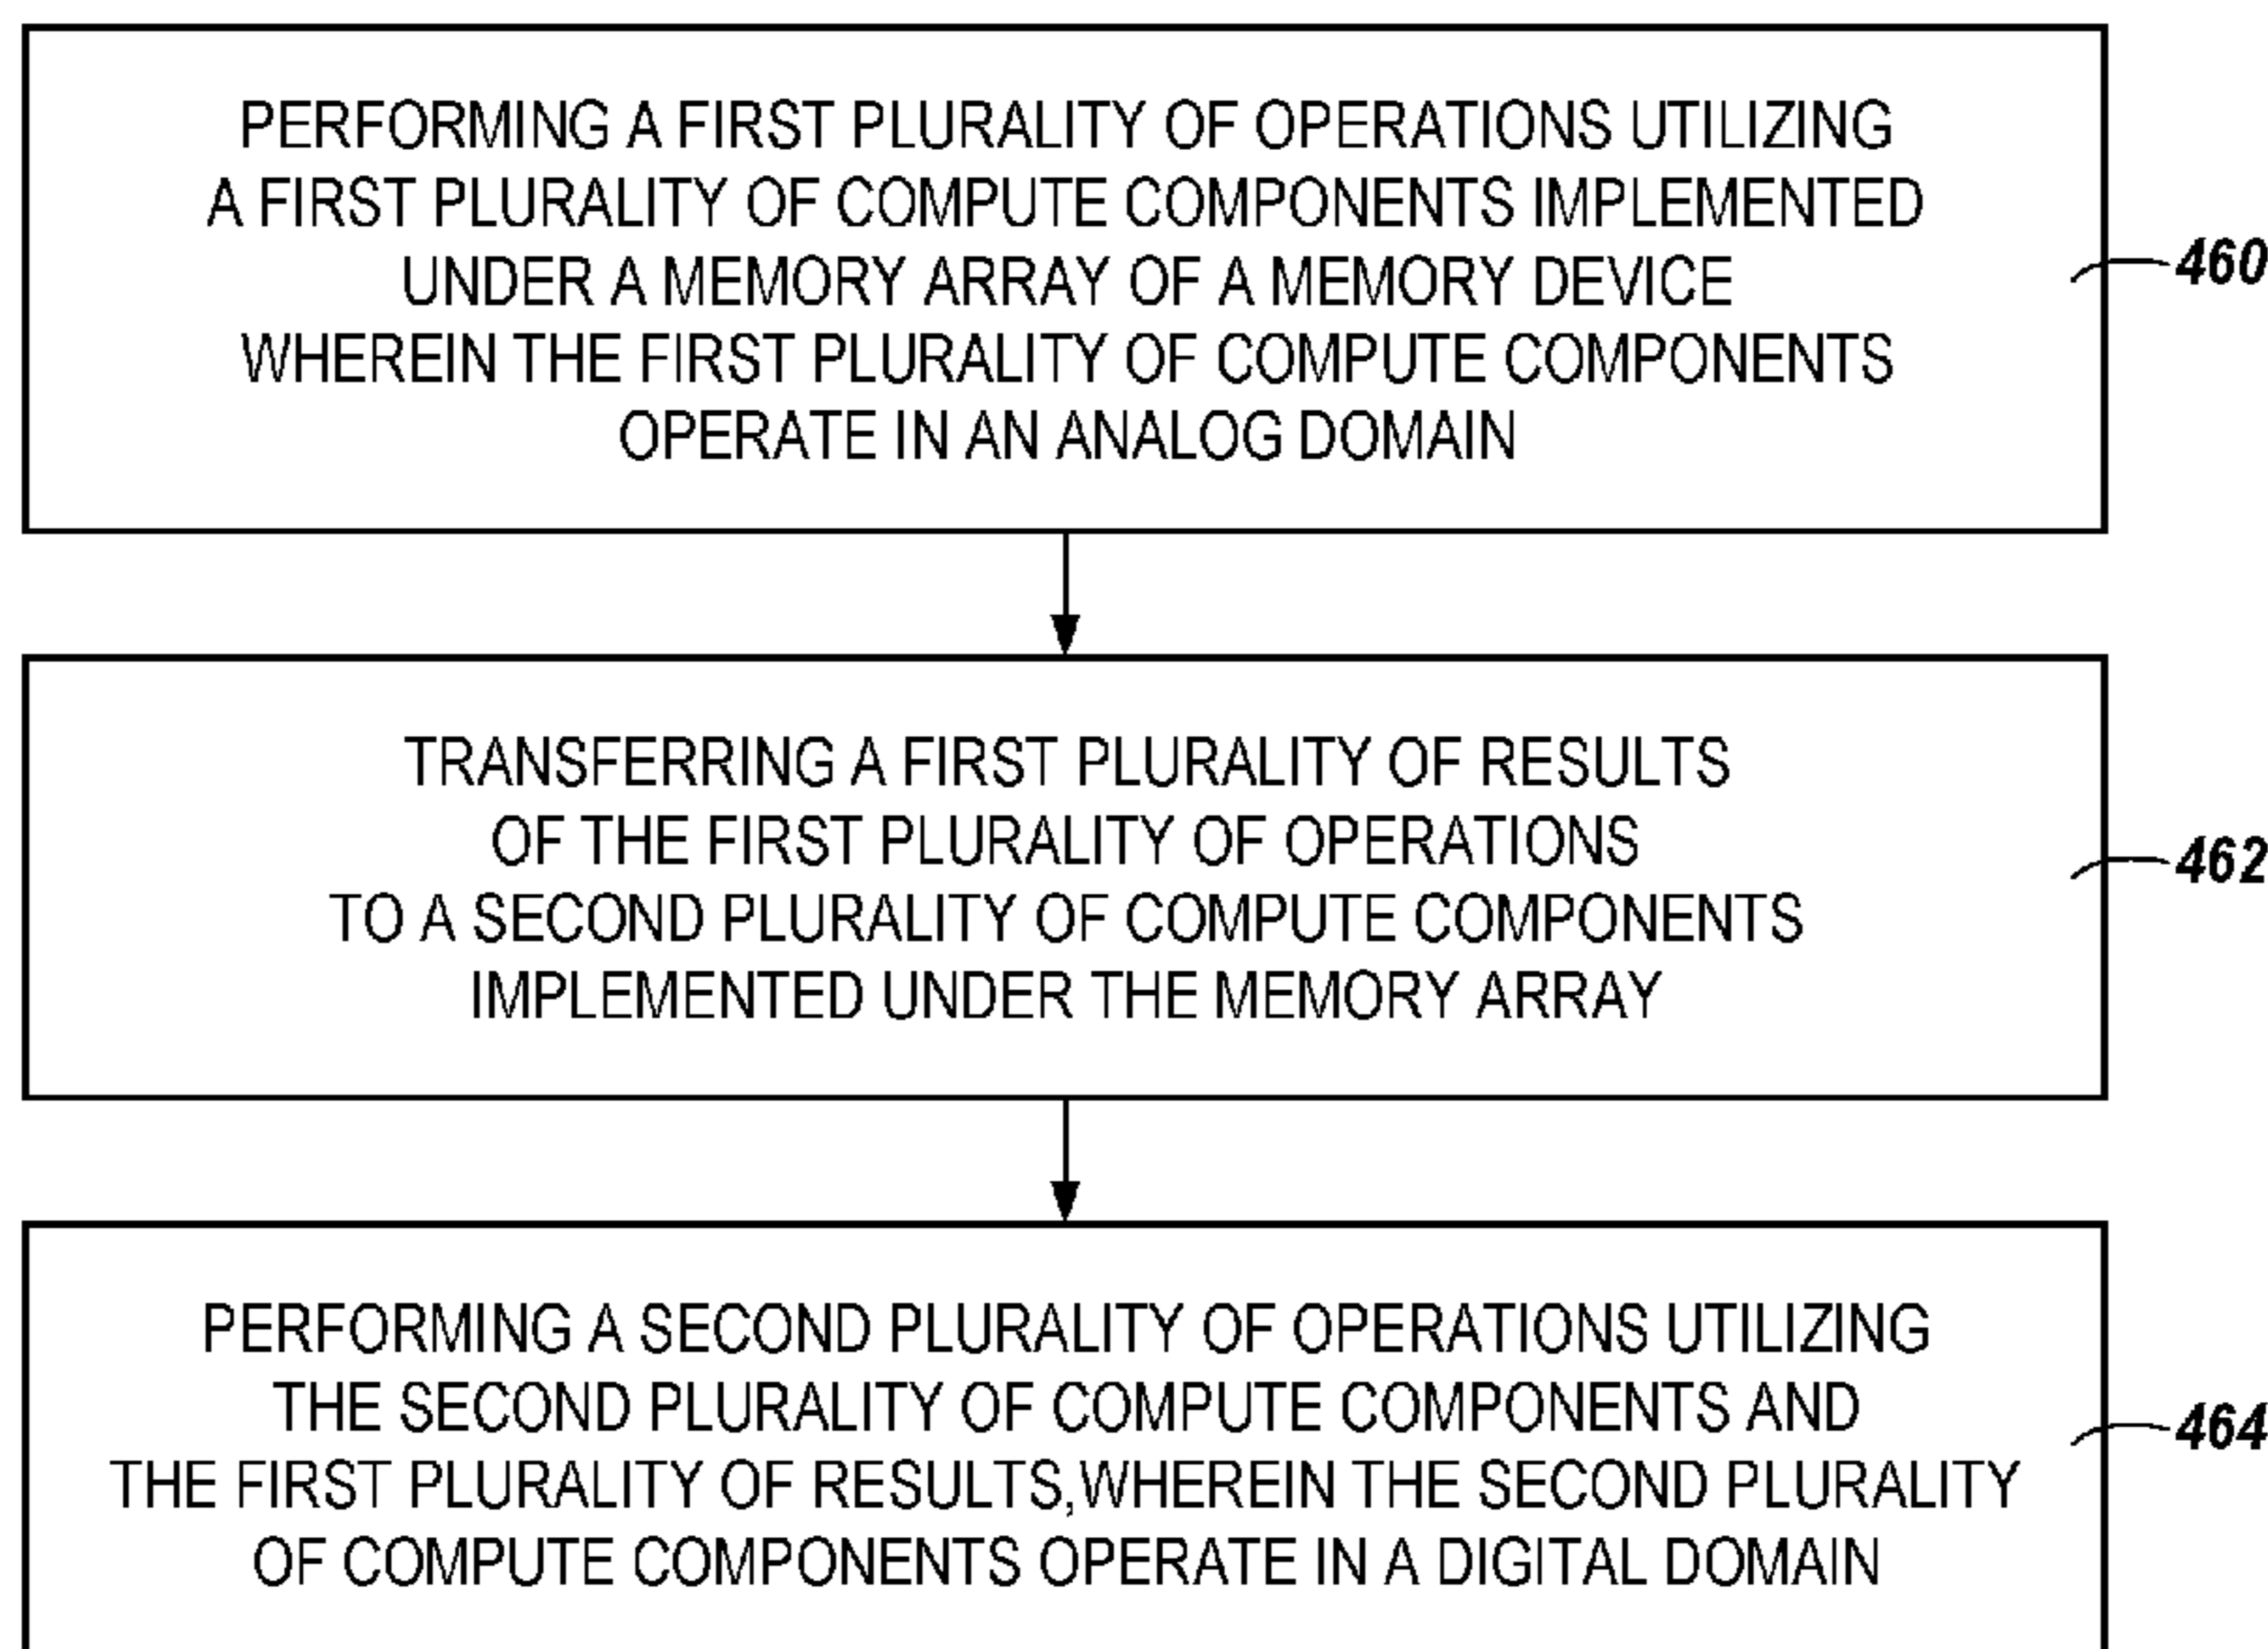 PERFORMING A FIRST PLURALITY OF OPERATIONS UTILIZING
A FIRST PLURALITY OF COMPUTE COMPONENTS IMPLEMENTED
UNDER A MEMORY ARRAY OF A MEMORY DEVICE
WHEREIN THE FIRST PLURALITY OF COMPUTE COMPONENTS
OPERATE IN AN ANALOG DOMAIN
460
TRANSFERRING A FIRST PLURALITY OF RESULTS
OF THE FIRST PLURALITY OF OPERATIONS
TO A SECOND PLURALITY OF COMPUTE COMPONENTS
IMPLEMENTED UNDER THE MEMORY ARRAY
462
PERFORMING A SECOND PLURALITY OF OPERATIONS UTILIZING
THE SECOND PLURALITY OF COMPUTE COMPONENTS AND
THE FIRST PLURALITY OF RESULTS,WHEREIN THE SECOND PLURALITY
OF COMPUTE COMPONENTS OPERATE IN A DIGITAL DOMAIN
464